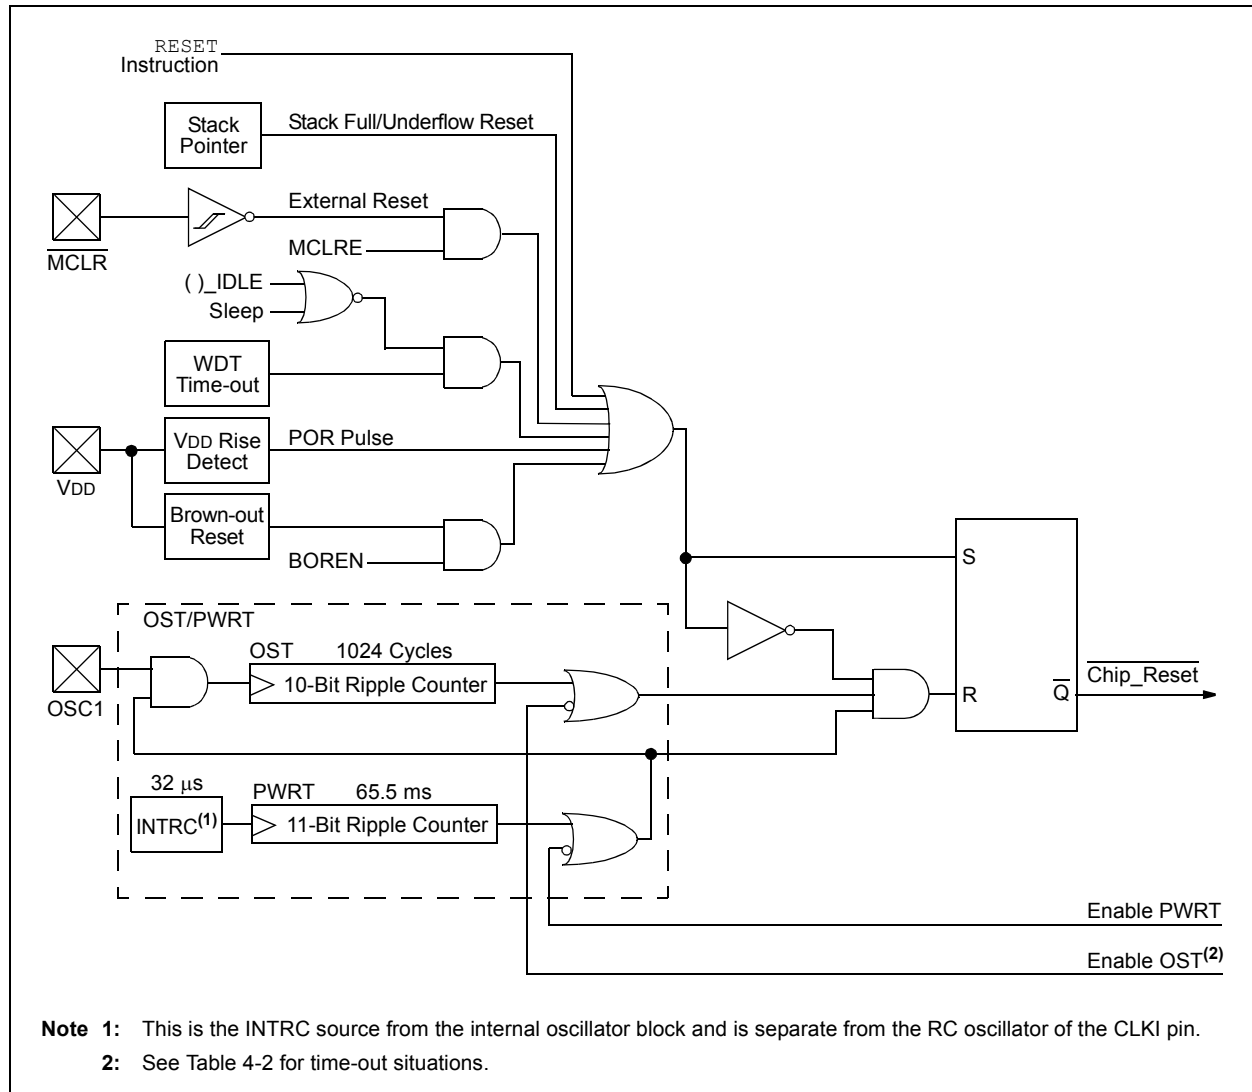 RESET
Instruction
Stack
Pointer
Stack Full/Underflow Reset
External Reset
MCLR
MCLRE
( )_IDLE
Sleep
WDT
Time-out
VDD Rise
Detect
POR Pulse
VDD
Brown-out
Reset
BOREN
S
OST/PWRT
OST 1024 Cycles
10-Bit Ripple Counter
OSC1
R
Q
Chip_Reset
32 μs
INTRC(1)
PWRT 65.5 ms
11-Bit Ripple Counter
Enable PWRT
Enable OST(2)
Note 1: This is the INTRC source from the internal oscillator block and is separate from the RC oscillator of the CLKI pin.
2: See Table 4-2 for time-out situations.